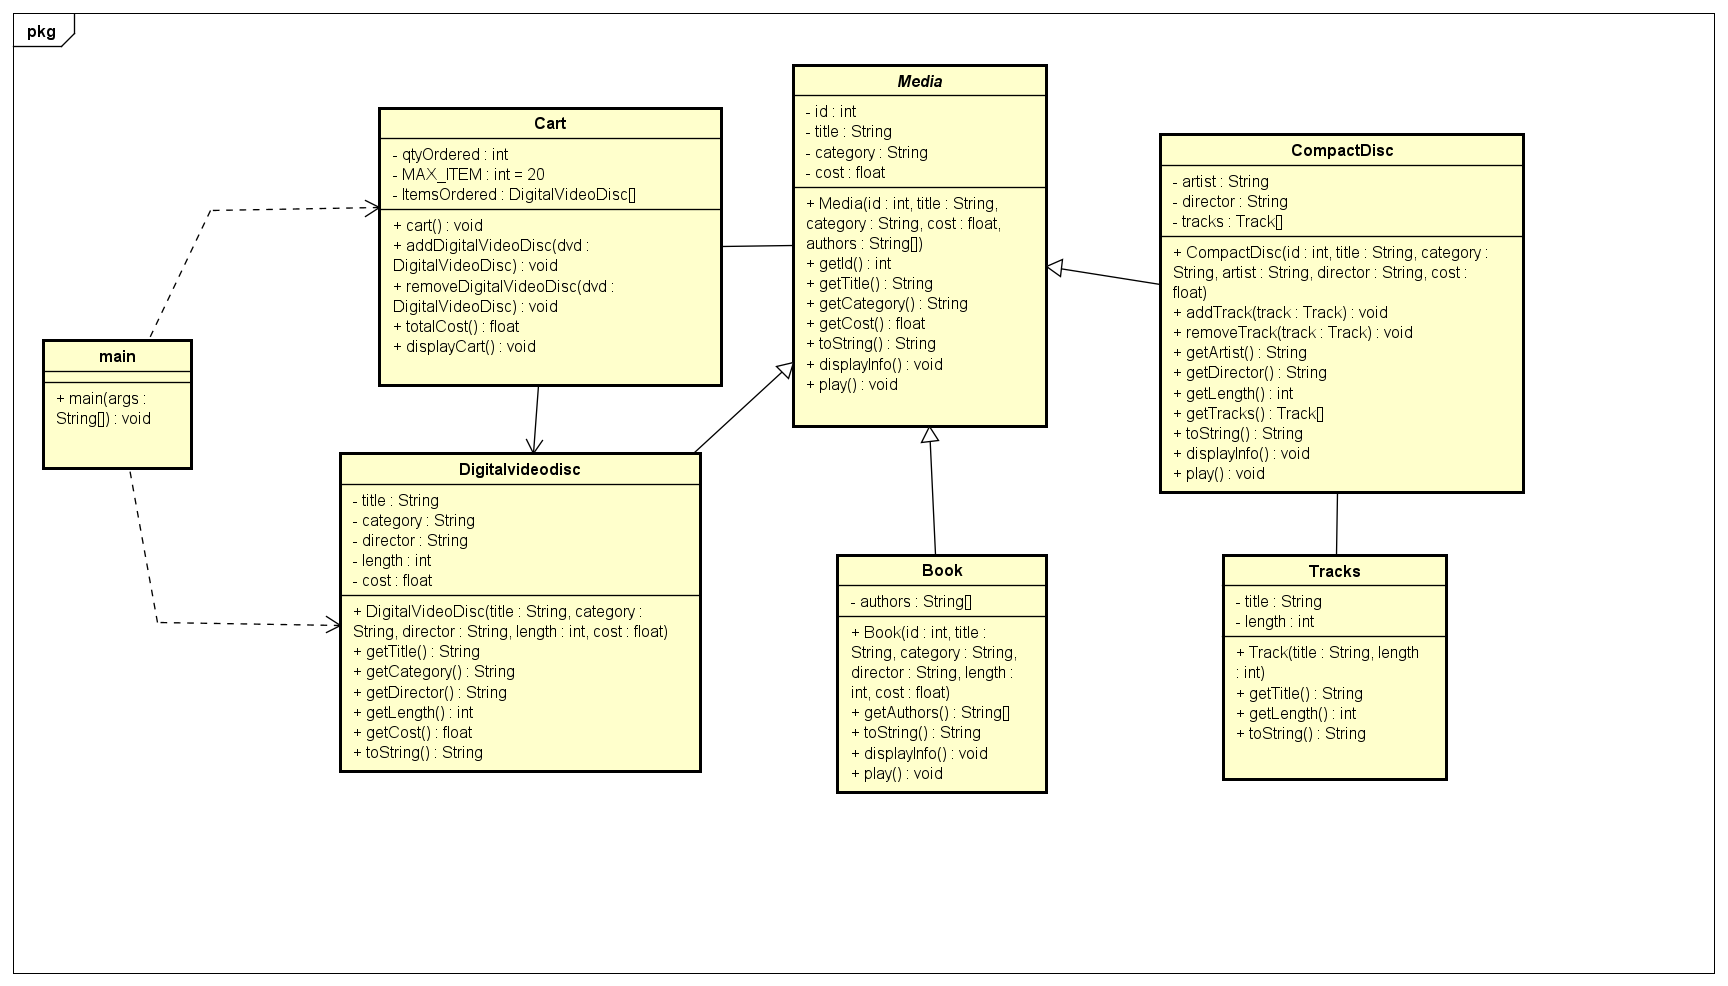 pkg
Cart
- qtyOrdered : int
- MAX_ITEM : int = 20
- ItemsOrdered : DigitalVideoDisc[]
+ cart() : void
+ addDigitalVideoDisc(dvd :
DigitalVideoDisc) : void
+ removeDigitalVideoDisc(dvd :
DigitalVideoDisc) : void
+ totalCost() : float
+ displayCart() : void
Media
- id : int
- title : String
- category : String
- cost : float
+ Media(id : int, title : String,
category : String, cost : float,
authors : String[])
+ getId() : int
+ getTitle() : String
+ getCategory() : String
+ getCost() : float
+ toString() : String
+ displayInfo() : void
+ play() : void
CompactDisc
- artist : String
- director : String
- tracks : Track[]
+ CompactDisc(id : int, title : String, category :
String, artist : String, director : String, cost :
float)
+ addTrack(track : Track) : void
+ removeTrack(track : Track) : void
+ getArtist() : String
+ getDirector() : String
+ getLength() : int
+ getTracks() : Track[]
+ toString() : String
+ displayInfo() : void
+ play() : void
main
+ main(args :
String[]) : void
Digitalvideodisc
- title : String
- category : String
- director : String
- length : int
- cost : float
+ DigitalVideoDisc(title : String, category :
String, director : String, length : int, cost : float)
+ getTitle() : String
+ getCategory() : String
+ getDirector() : String
+ getLength() : int
+ getCost() : float
+ toString() : String
Book
- authors : String[]
+ Book(id : int, title :
String, category : String,
director : String, length :
int, cost : float)
+ getAuthors() : String[]
+ toString() : String
+ displayInfo() : void
+ play() : void
Tracks
- title : String
- length : int
+ Track(title : String, length
: int)
+ getTitle() : String
+ getLength() : int
+ toString() : String